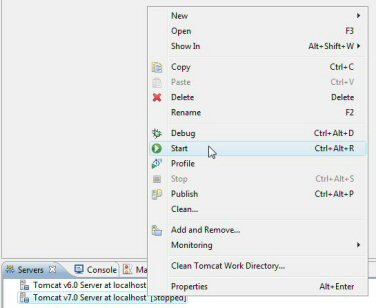 New
Open F3
Show In Alt+Shift+W
Copy Ctrl+C
Paste Ctrl+V
Delete Delete
Rename F2
Debug Ctrl+Alt+D
Start Ctrl+Alt+R
Profile
Stop Ctrl+Alt+S
Publish Ctrl+Alt+P
Clean...
Add and Remove...
Monitoring
Clean Tomcat Work Directory...
Properties Alt+Enter
Servers Console Ma
Tomcat v6.0 Server at localhost
Tomcat v7.0 Server at localhost [Stopped]